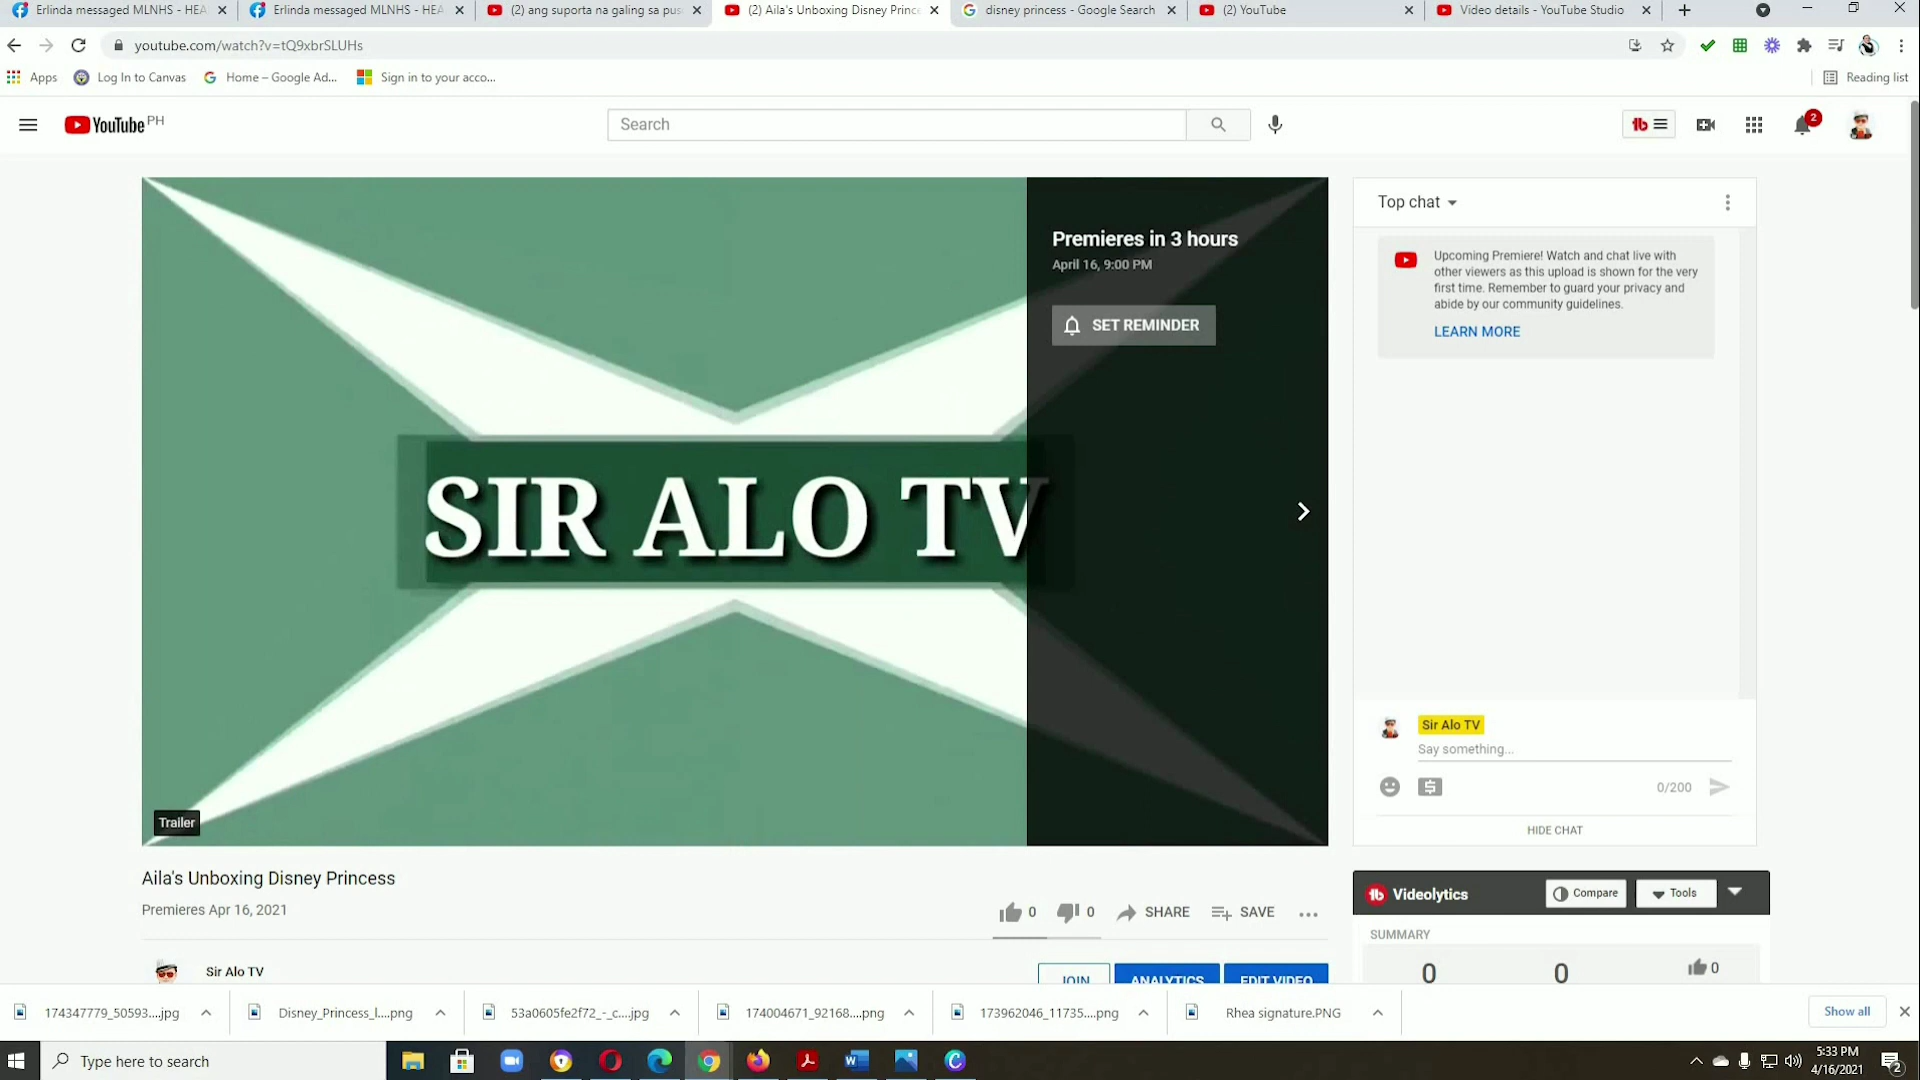 Erlinda messaged MLNHS - HEA
Erlinda messaged MLNHS - HEA
(2) ang suporta na galing sa pus
(2) Aila's Unboxing Disney Princ
disney princess - Google Search
(2) YouTube
Video details - YouTube Studio
youtube.com/watch?v=tQ9xbrSLUHs
Apps
Log In to Canvas
Home – Google Ad...
Sign in to your acco...
Reading list
YouTube PH
Search
2
Premieres in 3 hours
April 16, 9:00 PM
SET REMINDER
SIR ALO TV
Trailer
Top chat
Upcoming Premiere! Watch and chat live with
other viewers as this upload is shown for the very
first time. Remember to guard your privacy and
abide by our community guidelines.
LEARN MORE
Sir Alo TV
Say something...
0/200
HIDE CHAT
Aila's Unboxing Disney Princess
Premieres Apr 16, 2021
0 0 SHARE SAVE
Sir Alo TV
JOIN ANALYTICS EDIT VIDEO
Videolytics Compare Tools
SUMMARY
0 0 0
174347779_50593....jpg
Disney_Princess_l....png
53a0605fe2f72_-_c....jpg
174004671_92168....png
173962046_11735....png
Rhea signature.PNG
Show all
Type here to search
5:33 PM
4/16/2021
2